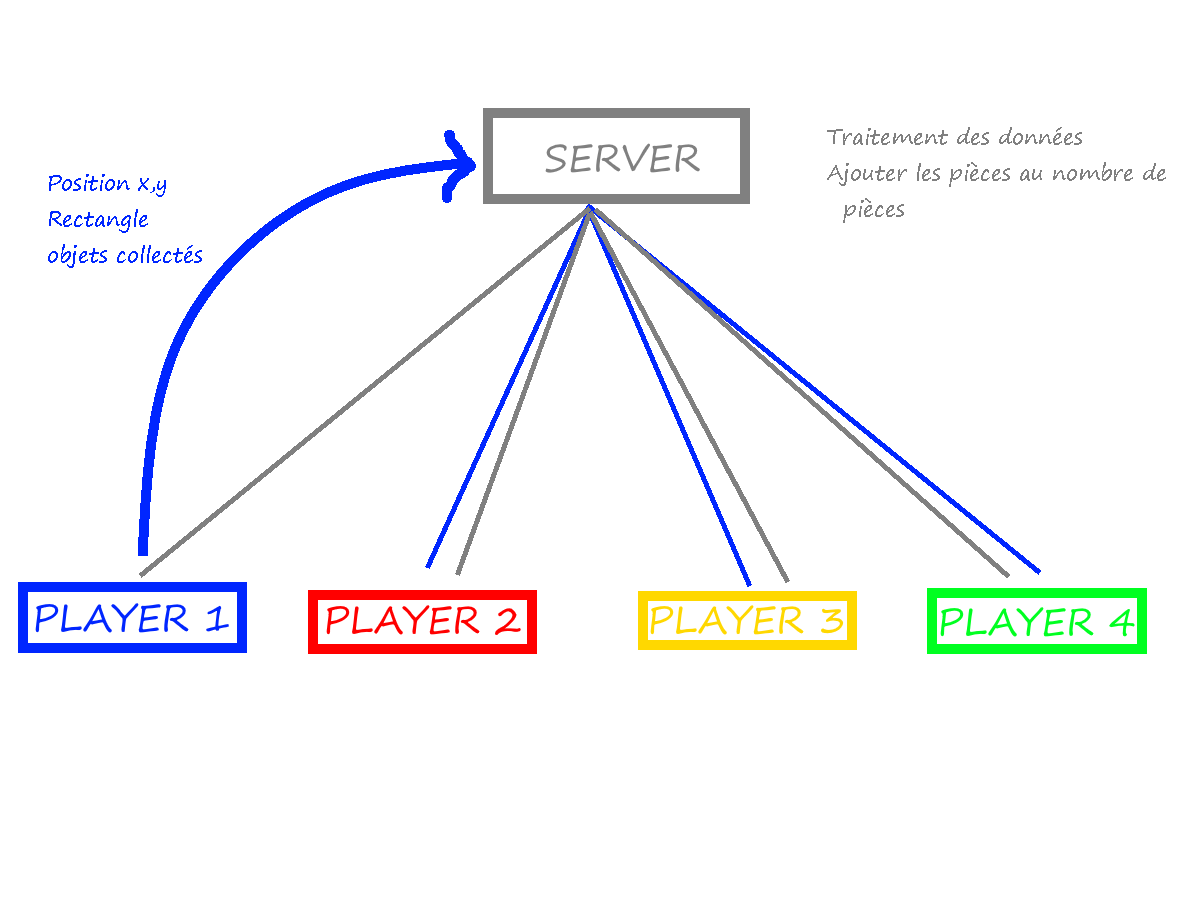 SERVER
Traitement des données
Ajouter les pièces au nombre de
pièces
Position x,y
Rectangle
objets collectés
PLAYER 1
PLAYER 2
PLAYER 3
PLAYER 4